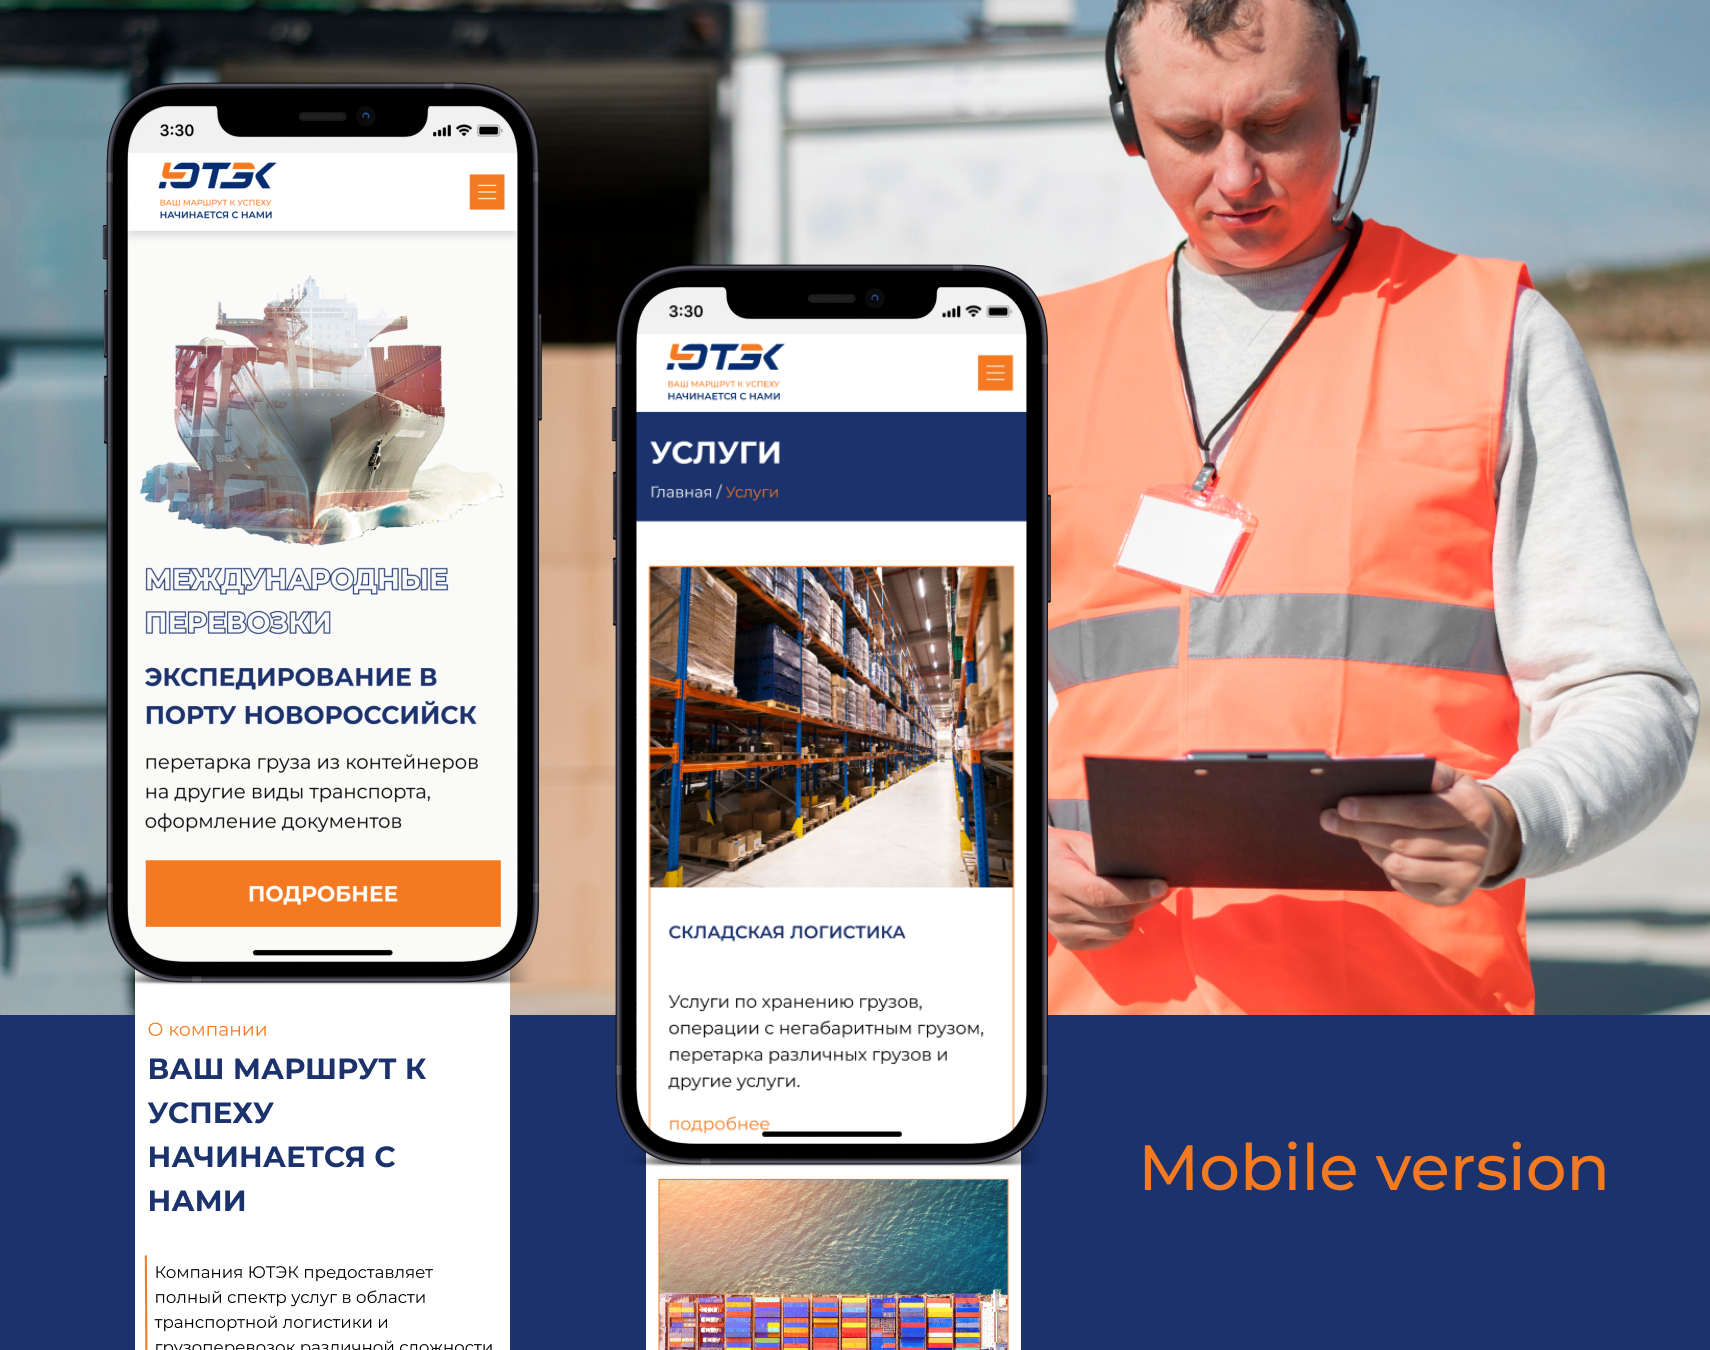 3:30
ЮТЭК
ВАШ МАРШРУТ К УСПЕХУ
НАЧИНАЕТСЯ С НАМИ
МЕЖДУНАРОДНЫЕ
ПЕРЕВОЗКИ
ЭКСПЕДИРОВАНИЕ В
ПОРТУ НОВОРОССИЙСК
перетарка груза из контейнеров
на другие виды транспорта,
оформление документов
ПОДРОБНЕЕ
О компании
ВАШ МАРШРУТ К
УСПЕХУ
НАЧИНАЕТСЯ С
НАМИ
Компания ЮТЭК предоставляет
полный спектр услуг в области
транспортной логистики и
грузоперевозок различной сложности
3:30
ЮТЭК
ВАШ МАРШРУТ К УСПЕХУ
НАЧИНАЕТСЯ С НАМИ
УСЛУГИ
Главная / Услуги
СКЛАДСКАЯ ЛОГИСТИКА
Услуги по хранению грузов,
операции с негабаритным грузом,
перетарка различных грузов и
другие услуги.
подробнее
Mobile version